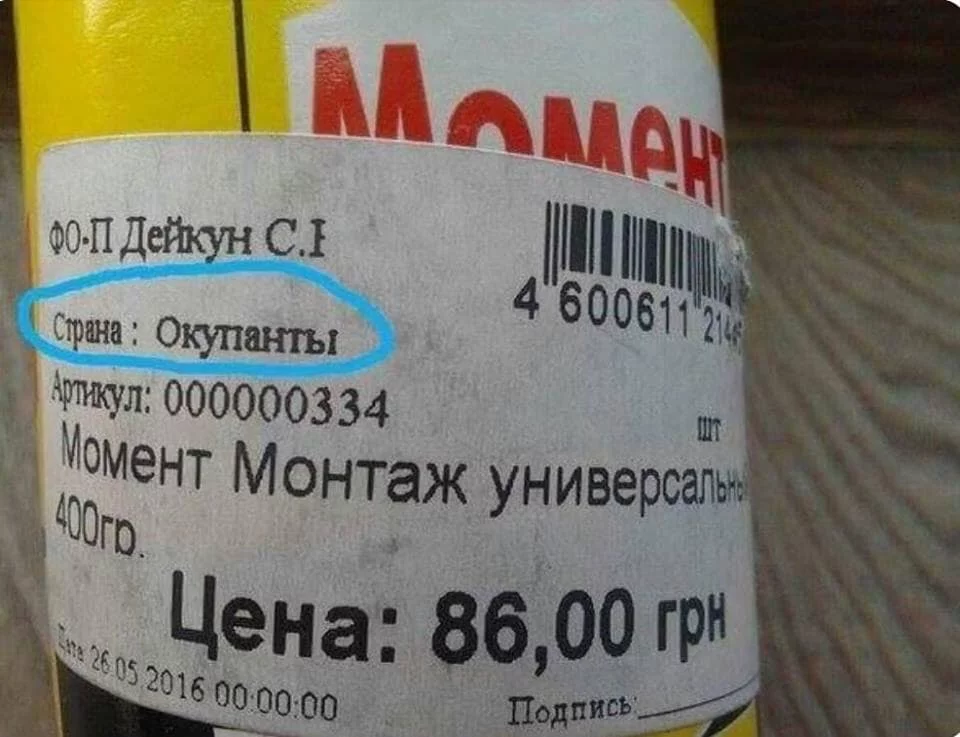 Момент
ФО-П Дейкун С.
4 600611
Страна : Окупанты
Артикул: 000000334
шт
Момент Монтаж
400гр.
Цена: 86,00 грн
Дата 26.05.2016 00:00:00
Подпись: